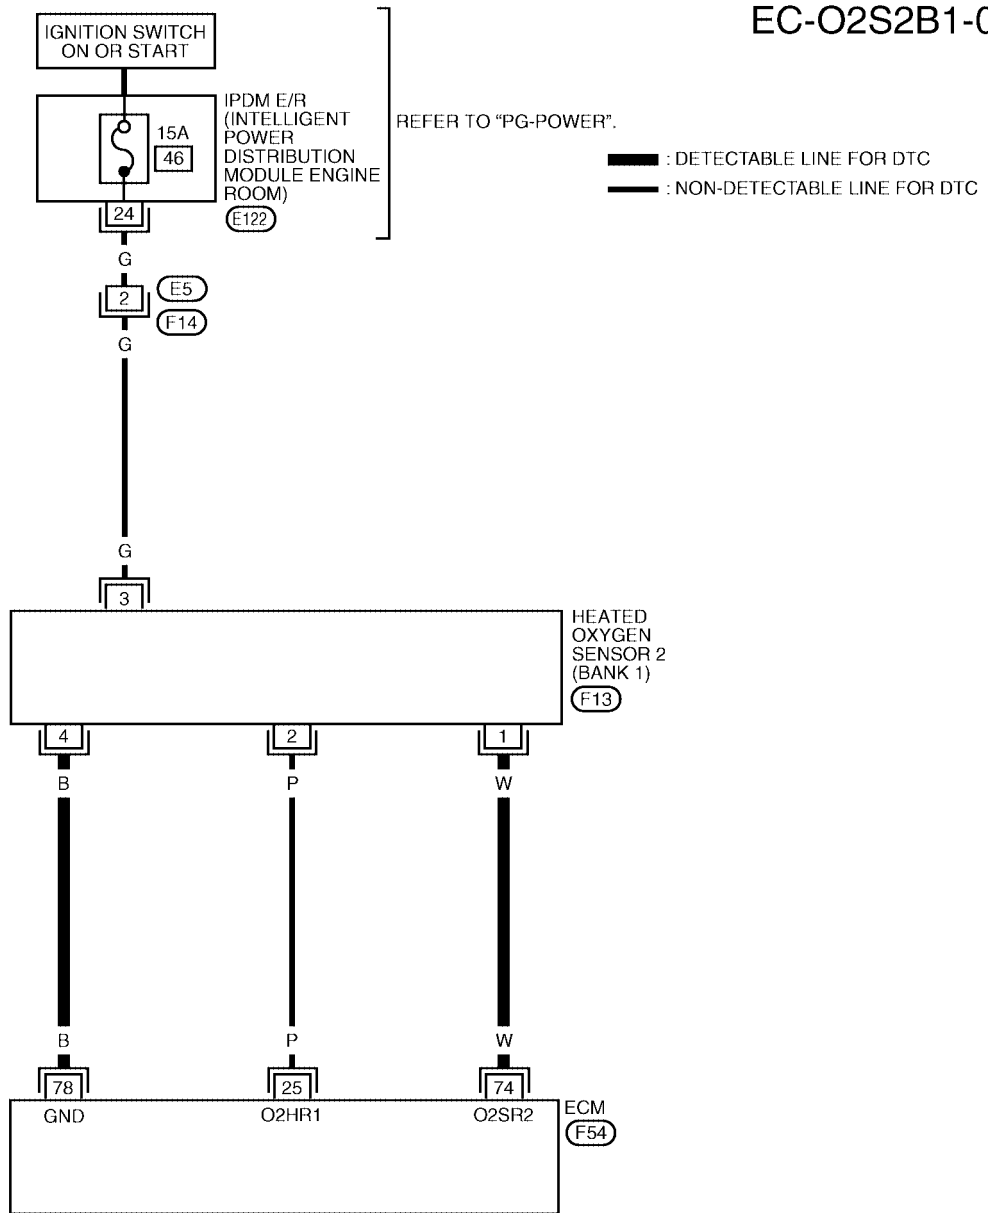 EC-O2S2B1-0
IGNITION SWITCH
ON OR START
IPDM E/R
(INTELLIGENT
POWER
DISTRIBUTION
MODULE ENGINE
ROOM)
E122
15A
46
REFER TO “PG-POWER”.
: DETECTABLE LINE FOR DTC
: NON-DETECTABLE LINE FOR DTC
24
G
2
E5
F14
G
G
3
HEATED
OXYGEN
SENSOR 2
(BANK 1)
F13
4 2 1
B P W
B P W
78 25 74
GND O2HR1 O2SR2
ECM
F54